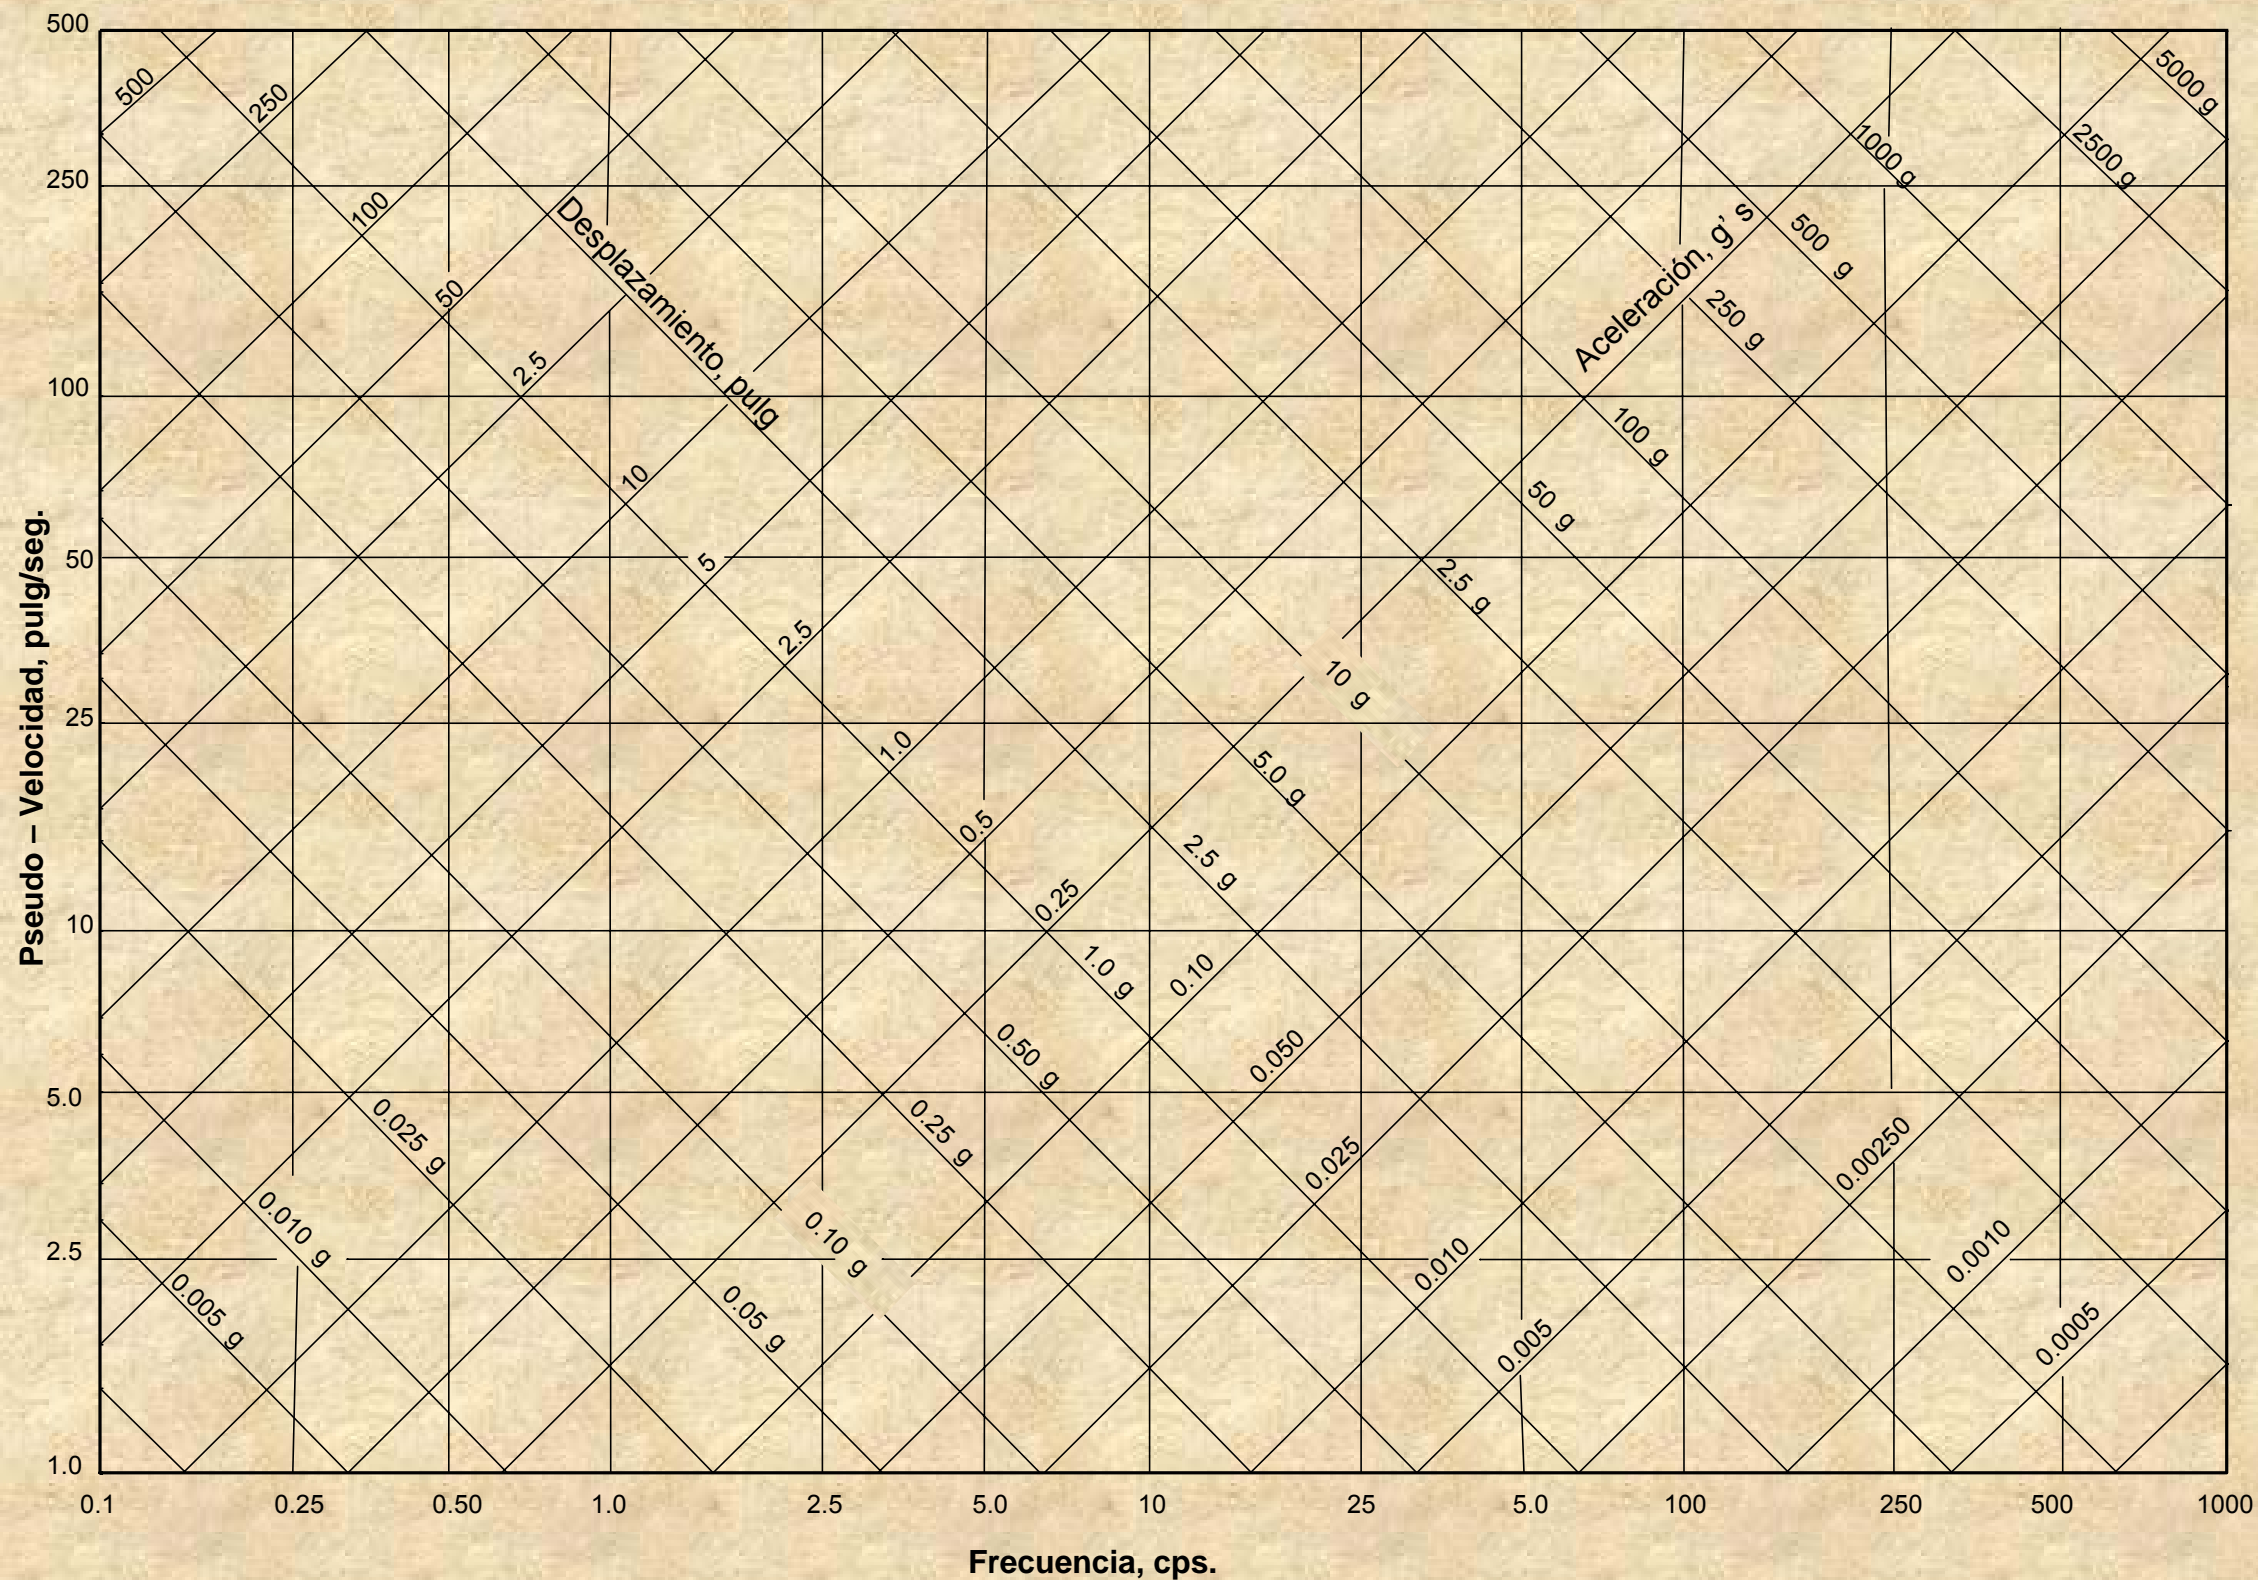 500
250
100
50
25
10
5.0
2.5
1.0
Pseudo – Velocidad, pulg/seg.
500
250
100
50
2.5
10
5
2.5
1.0
0.5
0.25
0.10
0.050
0.025
0.010
0.005
0.00250
0.0010
0.0005
Desplazamiento, pulg
Aceleración, g’ s
5000 g
2500 g
1000 g
500 g
250 g
100 g
50 g
2.5 g
10 g
5.0 g
2.5 g
1.0 g
0.50 g
0.25 g
0.10 g
0.05 g
0.025 g
0.010 g
0.005 g
0.1 0.25 0.50 1.0 2.5 5.0 10 25 5.0 100 250 500 1000
Frecuencia, cps.